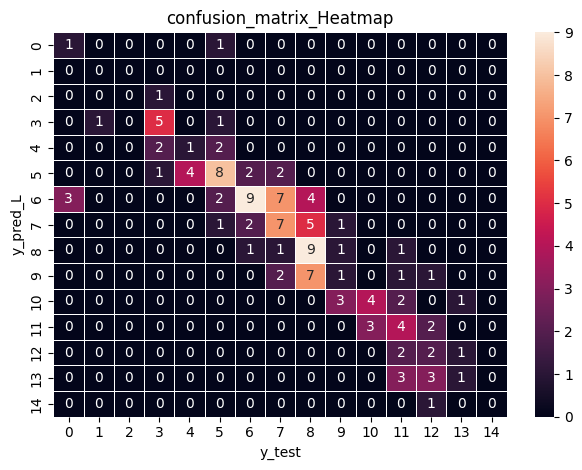 confusion_matrix_Heatmap
0 1 0 0 0 0 1 0 0 0 0 0 0 0 0 0
1 0 0 0 0 0 0 0 0 0 0 0 0 0 0 0
2 0 0 0 1 0 0 0 0 0 0 0 0 0 0 0
3 0 1 0 5 0 1 0 0 0 0 0 0 0 0 0
4 0 0 0 2 1 2 0 0 0 0 0 0 0 0 0
5 0 0 0 1 4 8 2 2 0 0 0 0 0 0 0
6 3 0 0 0 0 2 9 7 4 0 0 0 0 0 0
7 0 0 0 0 0 1 2 7 5 1 0 0 0 0 0
8 0 0 0 0 0 0 1 1 9 1 0 1 0 0 0
9 0 0 0 0 0 0 0 2 7 1 0 1 1 0 0
10 0 0 0 0 0 0 0 0 0 3 4 2 0 1 0
11 0 0 0 0 0 0 0 0 0 0 3 4 2 0 0
12 0 0 0 0 0 0 0 0 0 0 0 2 2 1 0
13 0 0 0 0 0 0 0 0 0 0 0 3 3 1 0
14 0 0 0 0 0 0 0 0 0 0 0 0 1 0 0
0 1 2 3 4 5 6 7 8 9 10 11 12 13 14
y_test
y_pred_L
9
8
7
6
5
4
3
2
1
0